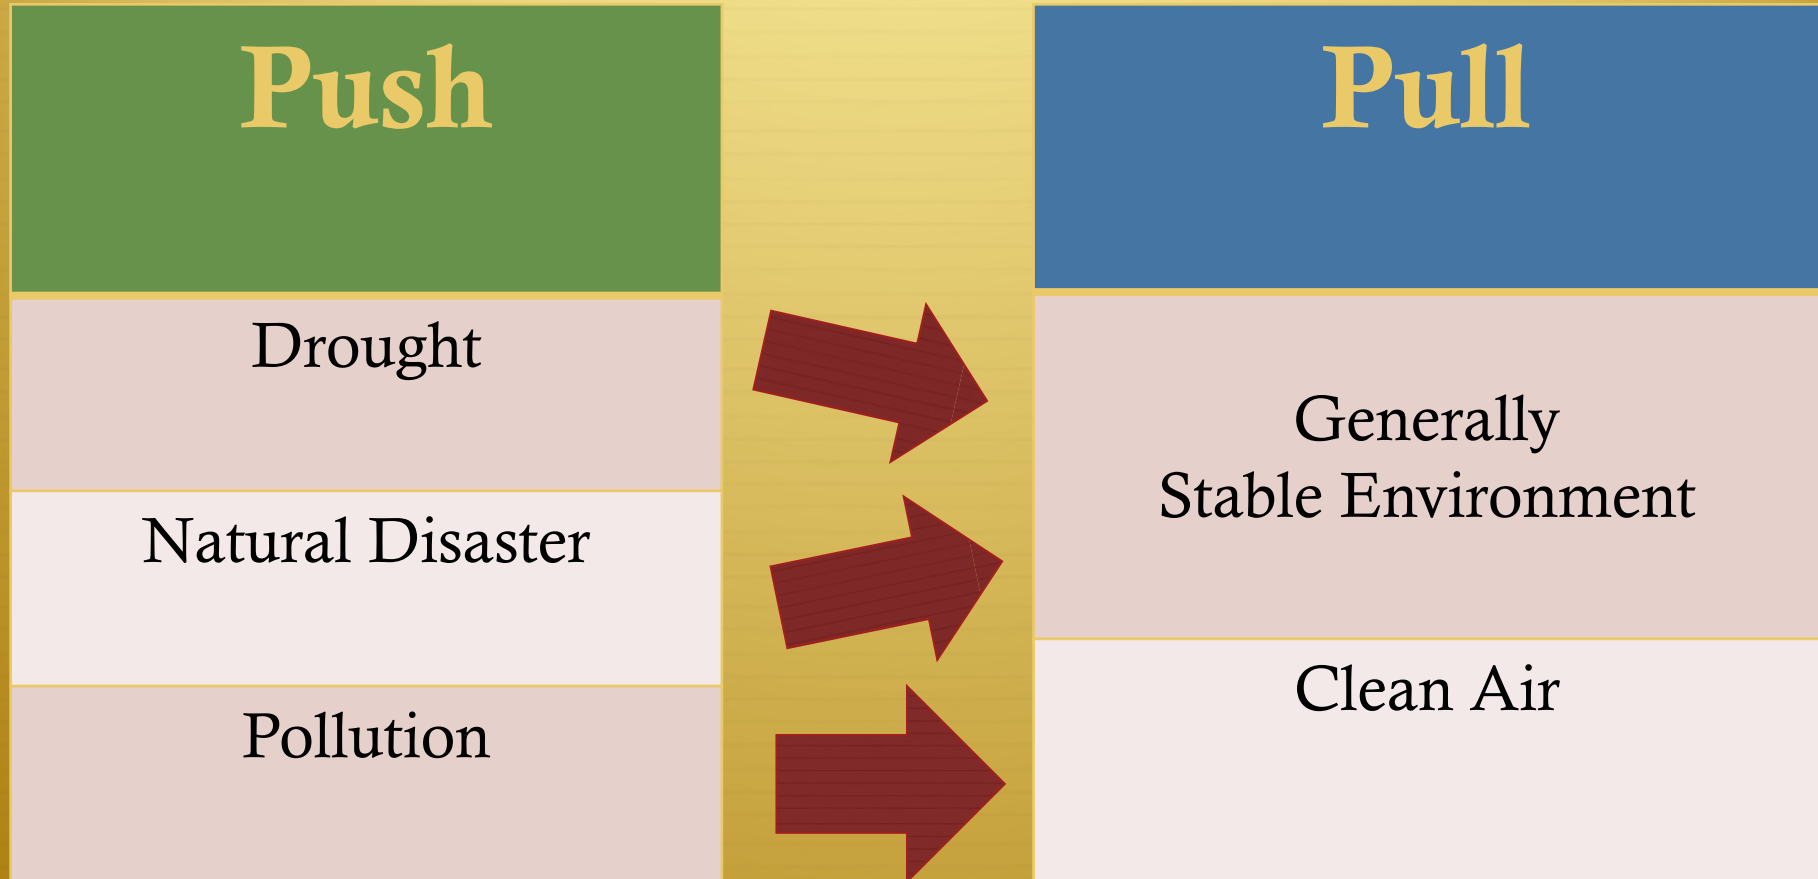 Push
Pull
Drought
Natural Disaster
Pollution
Generally
Stable Environment
Clean Air